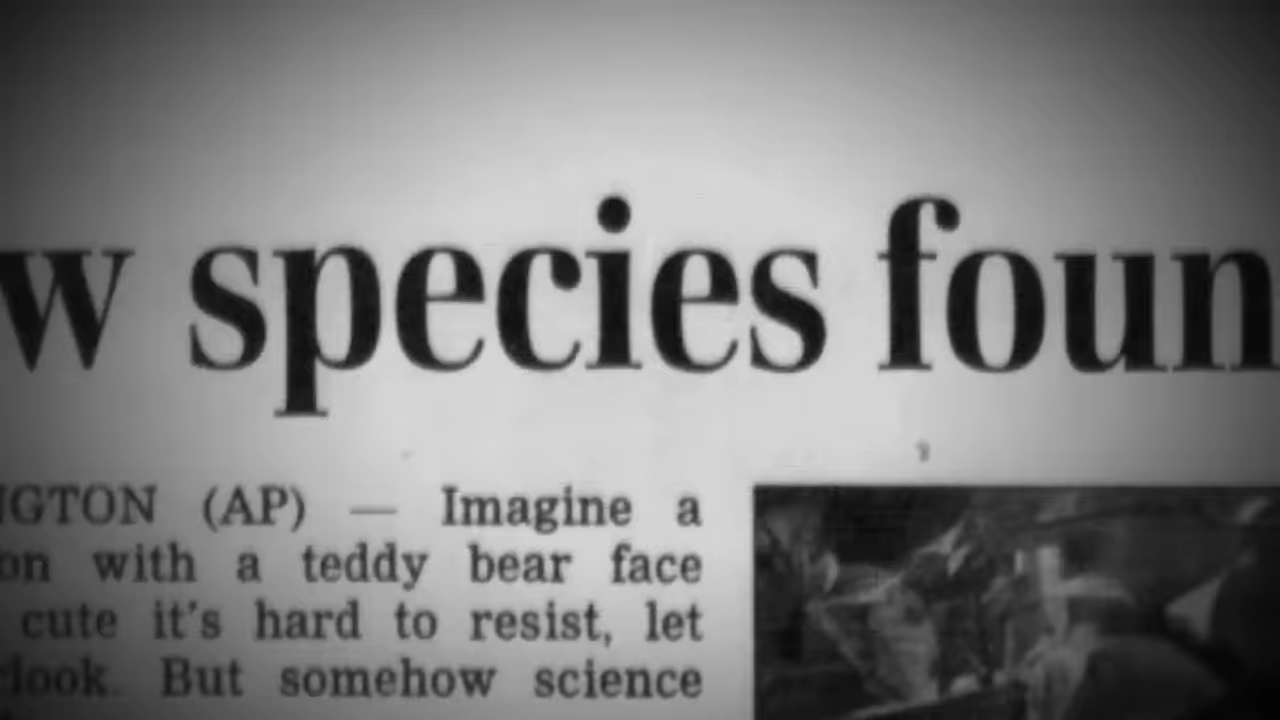 w species foun
NGTON (AP) — Imagine a
on with a teddy bear face
cute it's hard to resist, let
look. But somehow science